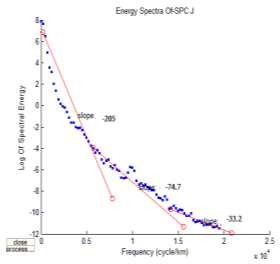 Energy Spectra Of-SPC J
Log Of Spectral Energy
8
6
4
2
0
-2
-4
-6
-8
-10
-12
slope: -205
slope: -74.7
slope: -33.2
0 0.5 1 1.5 2 2.5
x 10
Frequency (cycle/km)
close
process...